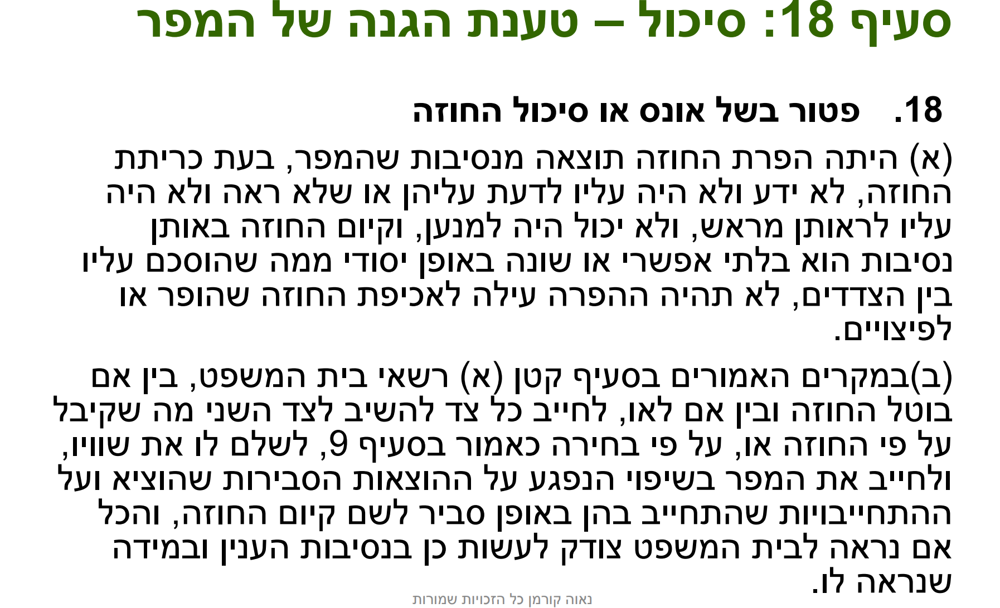 סעיף 18: סיכול – טענת הגנה של המפר
18. פטור בשל אונס או סיכול החוזה
(א) היתה הפרת החוזה תוצאה מנסיבות שהמפר, בעת כריתת
החוזה, לא ידע ולא היה עליו לדעת עליהן או שלא ראה ולא היה
עליו לראותן מראש, ולא יכול היה למנען, וקיום החוזה באותן
נסיבות הוא בלתי אפשרי או שונה באופן יסודי ממה שהוסכם עליו
בין הצדדים, לא תהיה ההפרה עילה לאכיפת החוזה שהופר או
לפיצויים.
(ב)במקרים האמורים בסעיף קטן (א) רשאי בית המשפט, בין אם
בוטל החוזה ובין אם לאו, לחייב כל צד להשיב לצד השני מה שקיבל
על פי החוזה או, על פי בחירה כאמור בסעיף 9, לשלם לו את שוויו,
ולחייב את המפר בשיפוי הנפגע על ההוצאות הסבירות שהוציא ועל
ההתחייבויות שהתחייב בהן באופן סביר לשם קיום החוזה, והכל
אם נראה לבית המשפט צודק לעשות כן בנסיבות הענין ובמידה
שנראה לו.
נאוה קורמן כל הזכויות שמורות